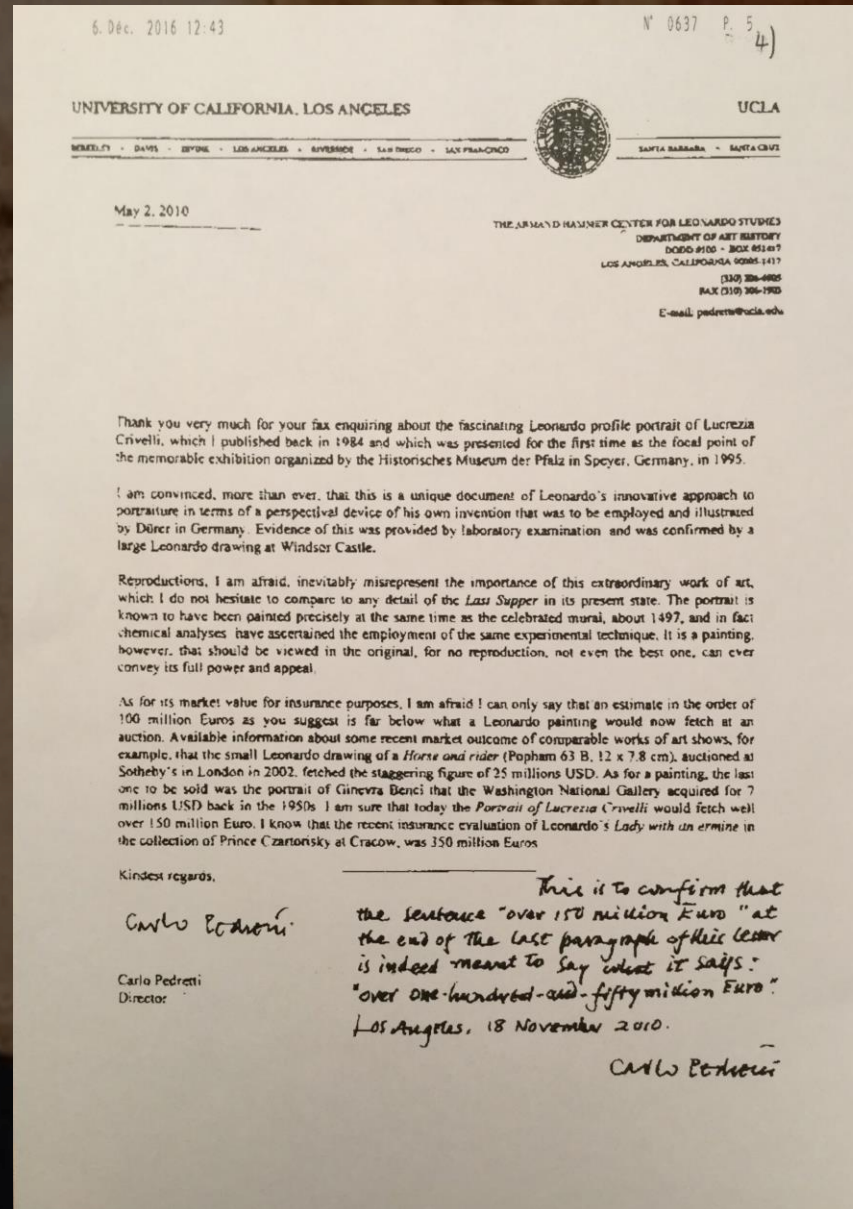 6. Déc. 2016 12:43
N° 0637 P. 5
4)
UNIVERSITY OF CALIFORNIA, LOS ANGELES
UCLA
BERKELEY • DAVIS • IRVINE • LOS ANGELES • RIVERSIDE • SAN DIEGO • SAN FRANCISCO
SANTA BARBARA • SANTA CRUZ
May 2, 2010
THE ARMAND HAMMER CENTER FOR LEONARDO STUDIES
DEPARTMENT OF ART HISTORY
DODD #100 - BOX 951417
LOS ANGELES, CALIFORNIA 90095-1417
(310)
FAX (310)
E-mail:
Thank you very much for your fax enquiring about the fascinating Leonardo profile portrait of Lucrezia
Crivelli, which I published back in 1984 and which was presented for the first time as the focal point of
the memorable exhibition organized by the Historisches Museum der Pfalz in Speyer, Germany, in 1995.
I am convinced, more than ever, that this is a unique document of Leonardo's innovative approach to
portraiture in terms of a perspectival device of his own invention that was to be employed and illustrated
by Dürer in Germany. Evidence of this was provided by laboratory examination and was confirmed by a
large Leonardo drawing at Windsor Castle.
Reproductions, I am afraid, inevitably misrepresent the importance of this extraordinary work of art,
which I do not hesitate to compare to any detail of the Last Supper in its present state. The portrait is
known to have been painted precisely at the same time as the celebrated mural, about 1497, and in fact
chemical analyses have ascertained the employment of the same experimental technique. It is a painting,
however, that should be viewed in the original, for no reproduction, not even the best one, can ever
convey its full power and appeal.
As for its market value for insurance purposes, I am afraid I can only say that an estimate in the order of
100 million Euros as you suggest is far below what a Leonardo painting would now fetch at an
auction. Available information about some recent market outcome of comparable works of art shows, for
example, that the small Leonardo drawing of a Horse and rider (Popham 63 B, 12 x 7.8 cm), auctioned at
Sotheby's in London in 2002, fetched the staggering figure of 25 millions USD. As for a painting, the last
one to be sold was the portrait of Ginevra Benci that the Washington National Gallery acquired for 7
millions USD back in the 1950s. I am sure that today the Portrait of Lucrezia Crivelli would fetch well
over 150 million Euro. I know that the recent insurance evaluation of Leonardo's Lady with an ermine in
the collection of Prince Czartorisky at Cracow, was 350 million Euros
Kindest regards,
Carlo Pedretti
Carlo Pedretti
Director
This is to confirm that
the sentence "over 150 million Euro" at
the end of the last paragraph of this letter
is indeed meant to say what it says:
"over one-hundred-and-fifty million Euro".
Los Angeles, 18 November 2010.
Carlo Pedretti